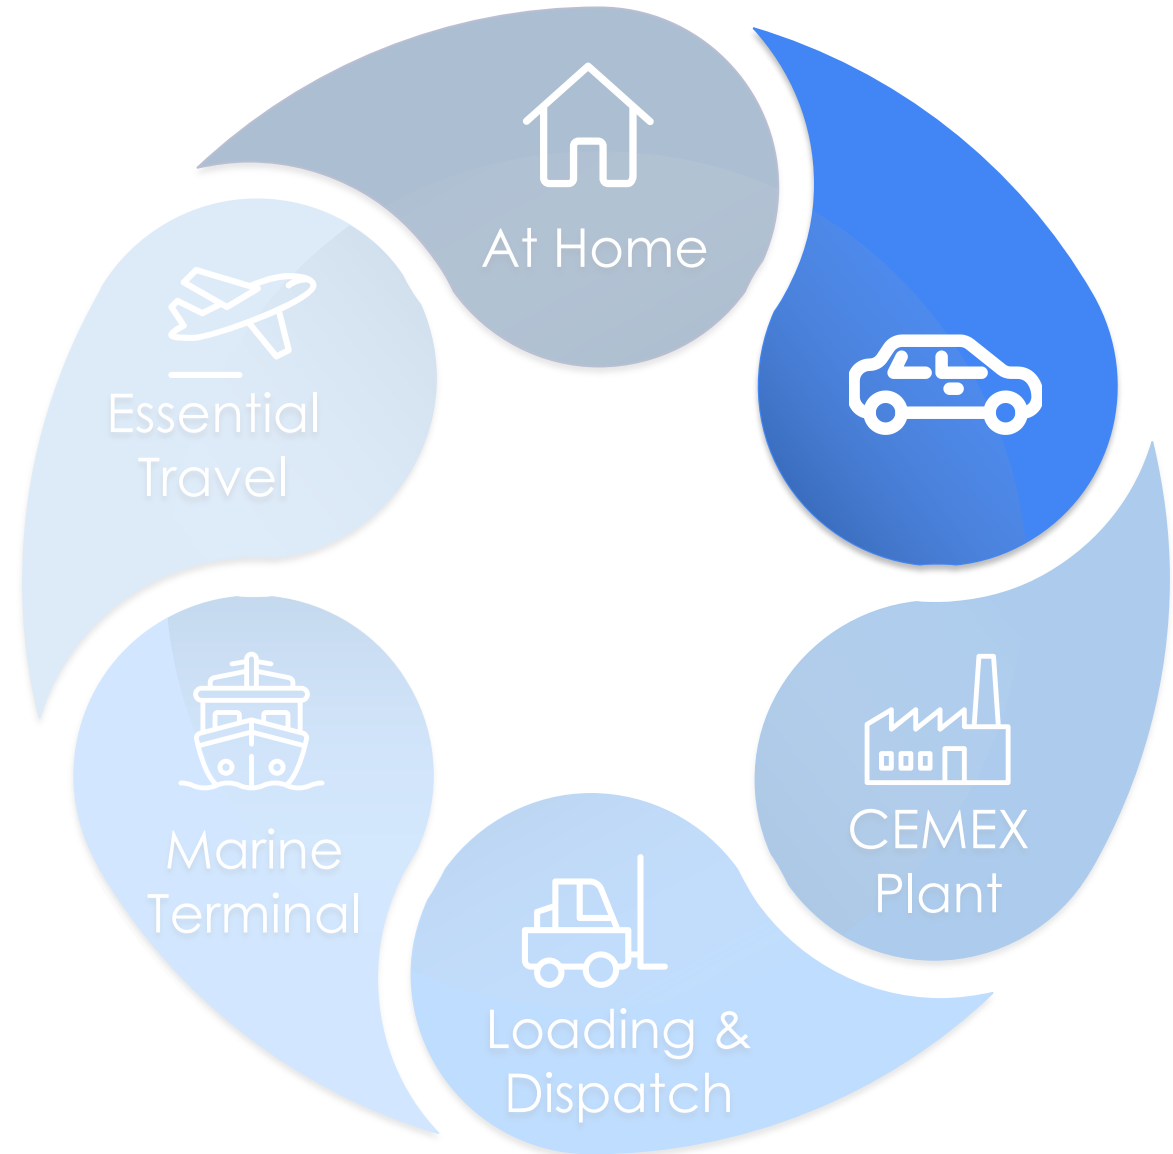 At Home
Essential
Travel
CEMEX
Plant
Marine
Terminal
Loading &
Dispatch